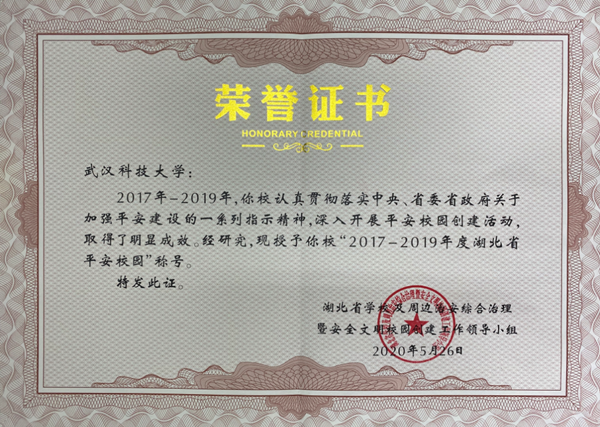 荣誉证书
HONORARY CREDENTIAL
武汉科技大学：
2017年－2019年，你校认真贯彻落实中央、省委省政府关于
加强平安建设的一系列指示精神，深入开展平安校园创建活动，
取得了明显成效。经研究，现授予你校“2017－2019年度湖北省
平安校园”称号。
特发此证。
湖北省学校及周边治安综合治理
暨安全文明校园创建工作领导小组
2020年5月26日